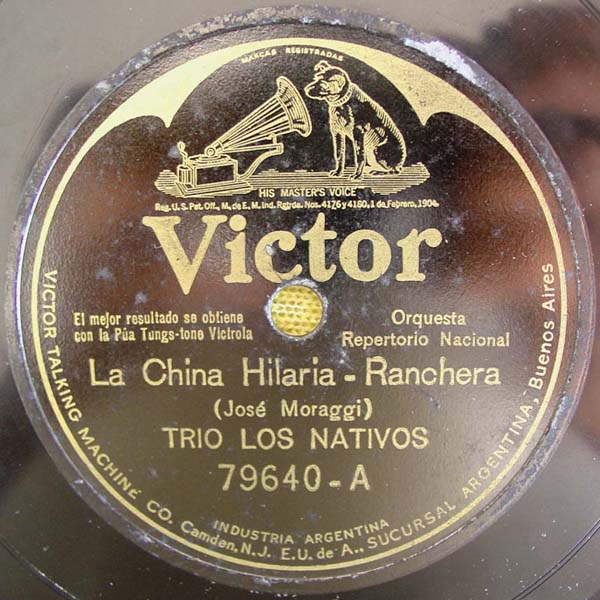 MARCAS REGISTRADAS
HIS MASTER'S VOICE
Reg. U.S. Pat. Off., M. de E. M. Ind. Rgtrda. Nos. 4176 y 4180, 1 de Febrero, 1904.
Victor
El mejor resultado se obtiene
con la Púa Tungs-tone Victrola
Orquesta
Repertorio Nacional
La China Hilaria - Ranchera
(José Moraggi)
TRIO LOS NATIVOS
79640-A
INDUSTRIA ARGENTINA
VICTOR TALKING MACHINE CO. Camden, N.J. E.U. de A., SUCURSAL ARGENTINA, Buenos Aires